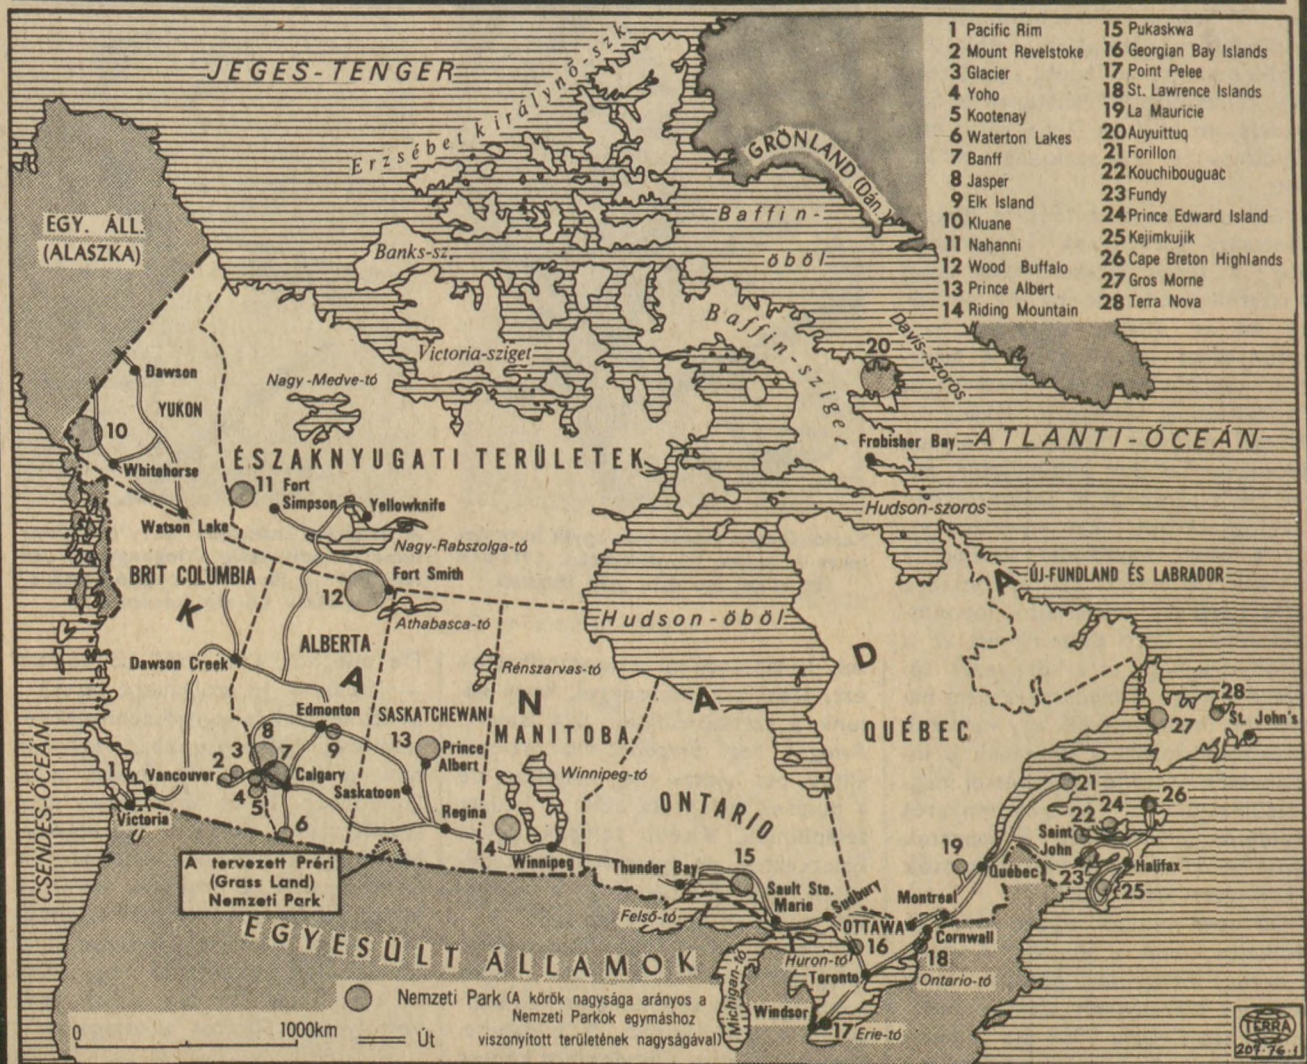 JEGES-TENGER
Erzsébet királynő-szk.
GRÖNLAND (Dán.)
1 Pacific Rim
2 Mount Revelstoke
3 Glacier
4 Yoho
5 Kootenay
6 Waterton Lakes
7 Banff
8 Jasper
9 Elk Island
10 Kluane
11 Nahanni
12 Wood Buffalo
13 Prince Albert
14 Riding Mountain
15 Pukaskwa
16 Georgian Bay Islands
17 Point Pelee
18 St. Lawrence Islands
19 La Mauricie
20 Auyuittuq
21 Forillon
22 Kouchibouguac
23 Fundy
24 Prince Edward Island
25 Kejimkujik
26 Cape Breton Highlands
27 Gros Morne
28 Terra Nova
EGY. ÁLL.
(ALASZKA)
Banks-sz.
Baffin-
öböl
Victoria-sziget
Baffin-sziget
Davis-szoros
20
Dawson
YUKON
Nagy-Medve-tó
10
Whitehorse
ÉSZAKNYUGATI TERÜLETEK
Frobisher Bay
ATLANTI-ÓCEÁN
11
Fort
Simpson
Yellowknife
Hudson-szoros
Watson Lake
Nagy-Rabszolga-tó
BRIT COLUMBIA
Fort Smith
12
ÚJ-FUNDLAND ÉS LABRADOR
K A N A D A
Athabasca-tó
Hudson-öböl
ALBERTA
Dawson Creek
Rénszarvas-tó
Edmonton
SASKATCHEWAN
MANITOBA
QUÉBEC
28
St. John's
27
CSENDES-ÓCEÁN
8
9
13
Prince
Albert
3
7
2
Vancouver
1
4
5
Calgary
Saskatoon
Winnipeg-tó
ONTARIO
21
26
24
22
Victoria
6
Regina
14
Winnipeg
Saint
John
19
Québec
23
Halifax
25
A tervezett Préri
(Grass Land)
Nemzeti Park
Thunder Bay
15
Sault Ste.
Marie
Sudbury
Montreal
Felső-tó
OTTAWA
Cornwall
16
18
EGYESÜLT ÁLLAMOK
Michigan-tó
Huron-tó
Toronto
Ontario-tó
Windsor
17
Erie-tó
Nemzeti Park (A körök nagysága arányos a
Nemzeti Parkok egymáshoz
viszonyított területének nagyságával)
0 1000km
Út
TERRA
207-76-1